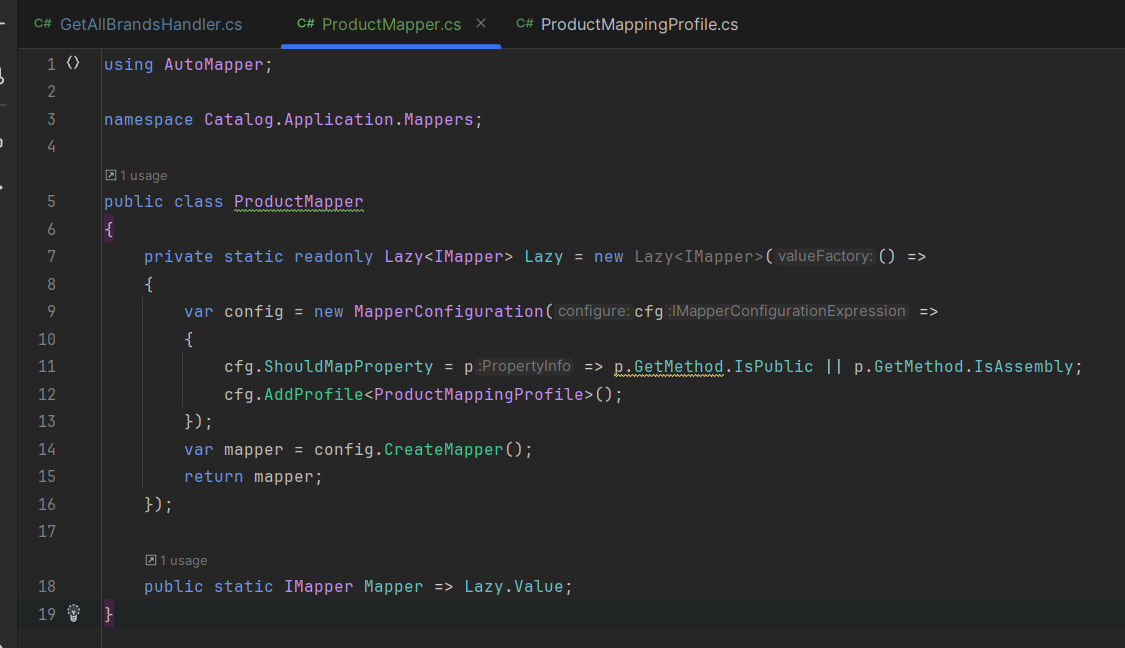 C# GetAllBrandsHandler.cs C# ProductMapper.cs × C# ProductMappingProfile.cs
1 using AutoMapper;
2
3 namespace Catalog.Application.Mappers;
4
1 usage
5 public class ProductMapper
6 {
7 private static readonly Lazy<IMapper> Lazy = new Lazy<IMapper>( valueFactory: () =>
8 {
9 var config = new MapperConfiguration( configure: cfg :IMapperConfigurationExpression =>
10 {
11 cfg.ShouldMapProperty = p :PropertyInfo => p.GetMethod.IsPublic || p.GetMethod.IsAssembly;
12 cfg.AddProfile<ProductMappingProfile>();
13 });
14 var mapper = config.CreateMapper();
15 return mapper;
16 });
17
1 usage
18 public static IMapper Mapper => Lazy.Value;
19 }